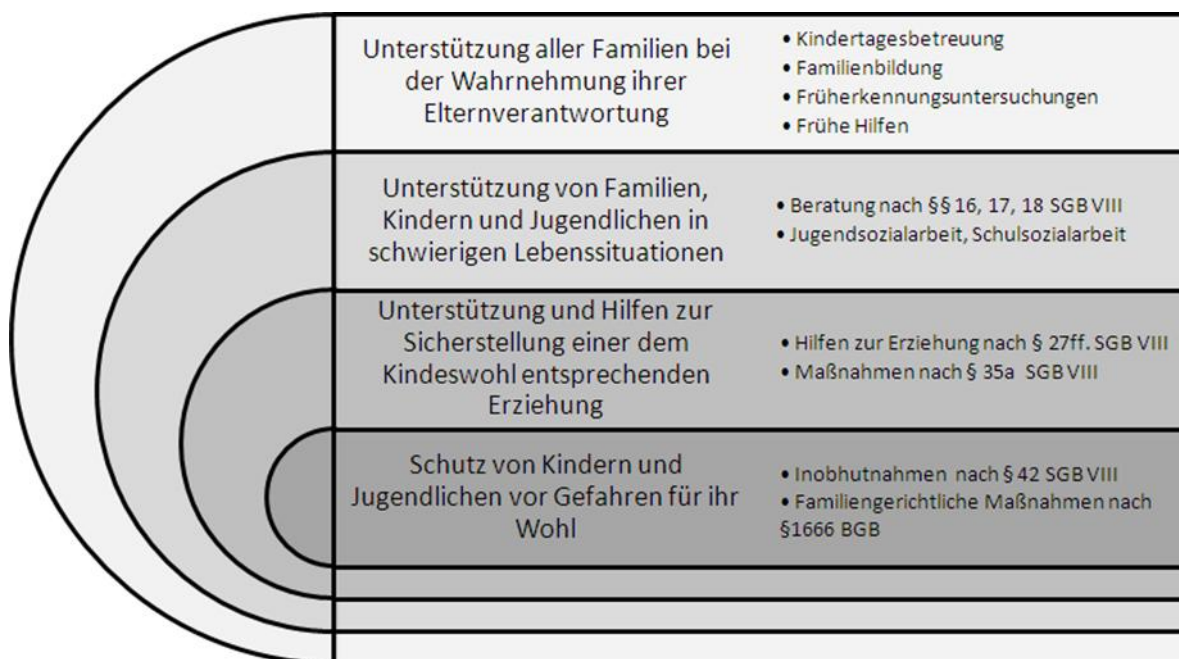 Unterstützung aller Familien bei
der Wahrnehmung ihrer
Elternverantwortung
• Kindertagesbetreuung
• Familienbildung
• Früherkennungsuntersuchungen
• Frühe Hilfen
Unterstützung von Familien,
Kindern und Jugendlichen in
schwierigen Lebenssituationen
• Beratung nach §§ 16, 17, 18 SGB VIII
• Jugendsozialarbeit, Schulsozialarbeit
Unterstützung und Hilfen zur
Sicherstellung einer dem
Kindeswohl entsprechenden
Erziehung
• Hilfen zur Erziehung nach § 27ff. SGB VIII
• Maßnahmen nach § 35a SGB VIII
Schutz von Kindern und
Jugendlichen vor Gefahren für ihr
Wohl
• Inobhutnahmen nach § 42 SGB VIII
• Familiengerichtliche Maßnahmen nach
§1666 BGB